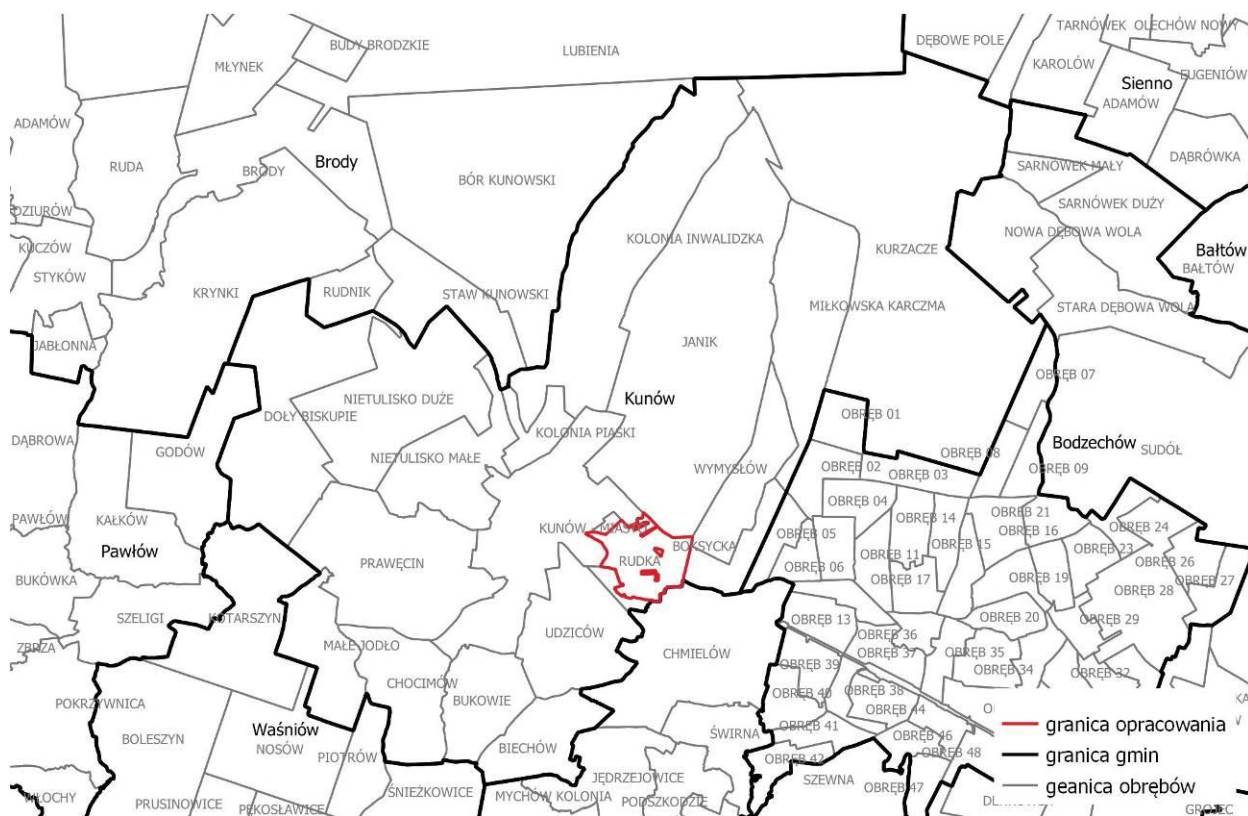 BUDY BRODZKIE
LUBIENIA
DĘBOWE POLE
TARNÓWEK
OLECHÓW NOWY
MŁYNEK
KAROLÓW
EUGENIÓW
Sienno
ADAMÓW
ADAMÓW
RUDA
Brody
BRODY
BÓR KUNOWSKI
SARNÓWEK MAŁY
DĄBRÓWKA
SARNÓWEK DUŻY
DZIURÓW
KUCZÓW
STYKÓW
KOLONIA INWALIDZKA
KURZACZE
NOWA DĘBOWA WOLA
Bałtów
BAŁTÓW
KRYNKI
RUDNIK
STAW KUNOWSKI
MIŁKOWSKA KARCZMA
STARA DĘBOWA WOLA
JABŁONNA
JANIK
OBRĘB 07
NIETULISKO DUŻE
Kunów
DOŁY BISKUPIE
OBRĘB 01
KOLONIA PIASKI
DĄBROWA
GODÓW
NIETULISKO MAŁE
WYMYSŁÓW
OBRĘB 02
OBRĘB 03
OBRĘB 08
Bodzechów
SUDÓŁ
OBRĘB 09
OBRĘB 04
PAWŁÓW
KAŁKÓW
KUNÓW - MIASTO
OBRĘB 05
OBRĘB 14
OBRĘB 21
OBRĘB 16
OBRĘB 24
Pawłów
PRAWĘCIN
RUDKA
BOKSYCKA
OBRĘB 06
OBRĘB 11
OBRĘB 15
OBRĘB 23
OBRĘB 26
BUKÓWKA
OBRĘB 17
OBRĘB 19
OBRĘB 28
OBRĘB 27
SZELIGI
KOTARSZYN
OBRĘB 13
OBRĘB 20
OBRĘB 29
ZBRZA
MAŁE JODŁO
UDZICÓW
CHMIELÓW
OBRĘB 36
OBRĘB 37
OBRĘB 35
OBRĘB 39
OBRĘB 34
OBRĘB 32
CHOCIMÓW
BUKOWIE
OBRĘB 40
OBRĘB 38
OBRĘB 44
POKRZYWNICA
BOLESZYN
Waśniów
NOSÓW
PIOTRÓW
BIECHÓW
ŚWIRNA
OBRĘB 41
OBRĘB 46
OBRĘB 48
OBRĘB 42
WŁOCHY
PRUSINOWICE
PĘKOSŁAWICE
ŚNIEŻKOWICE
MYCHÓW KOLONIA
JĘDRZEJOWICE
PODSZKODZIE
SZEWNA
OBRĘB 47
GROJEC
granica opracowania
granica gmin
geanica obrębów